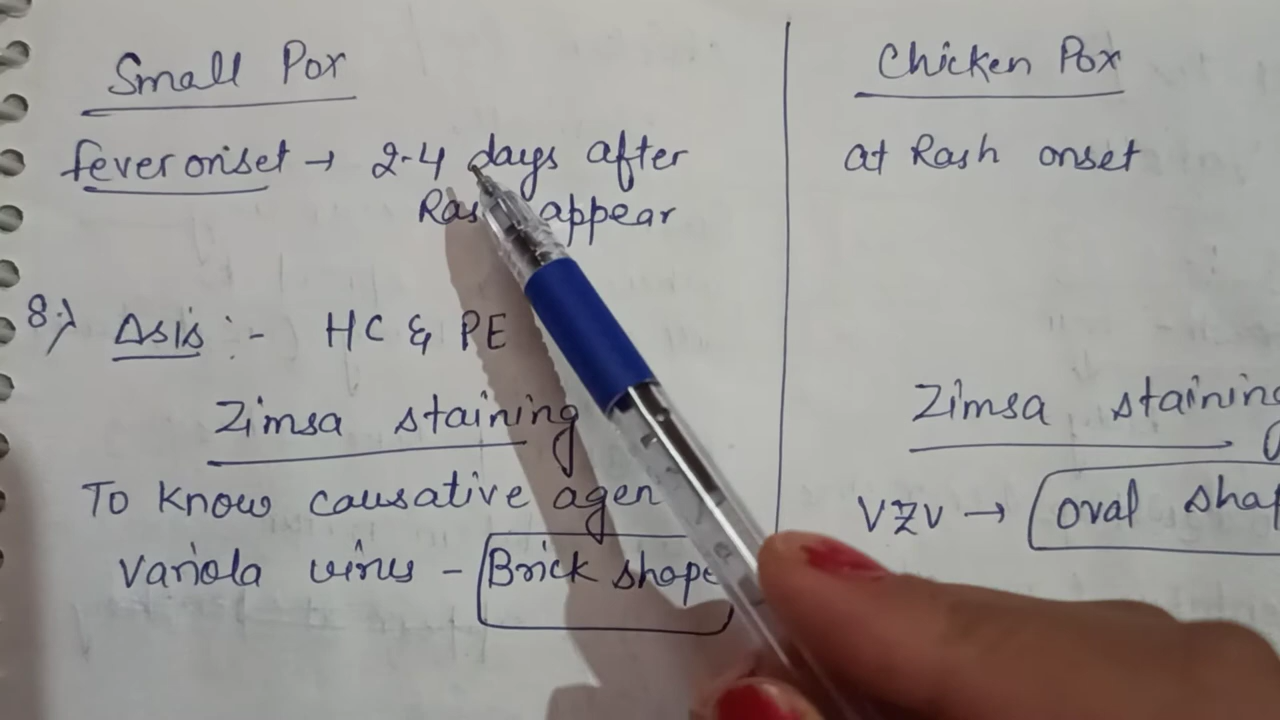 Small Pox
fever onset → 2-4 days after
appear
8:} Δsis :- HC & PE
Zimsa staining
To Know causative agen
Variola virus - Brick shape
Chicken Pox
at Rash onset
Zimsa staining
VZV → Oval shap